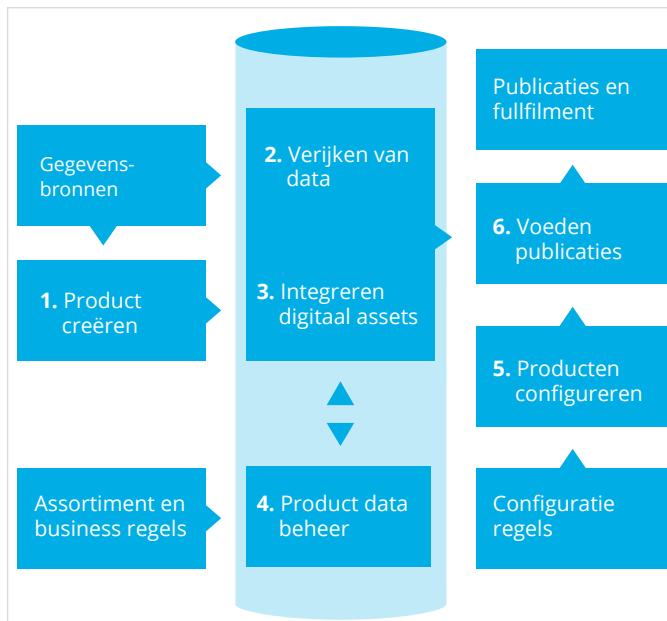 Gegevens-
bronnen
1. Product
creëren
Assortiment en
business regels
2. Verijken van
data
3. Integreren
digitaal assets
4. Product data
beheer
Publicaties en
fullfilment
6. Voeden
publicaties
5. Producten
configureren
Configuratie
regels